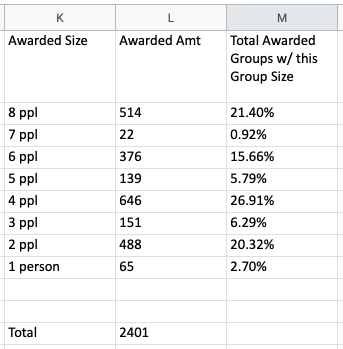 K L M
Awarded Size Awarded Amt Total Awarded
Groups w/ this
Group Size
8 ppl 514 21.40%
7 ppl 22 0.92%
6 ppl 376 15.66%
5 ppl 139 5.79%
4 ppl 646 26.91%
3 ppl 151 6.29%
2 ppl 488 20.32%
1 person 65 2.70%
Total 2401